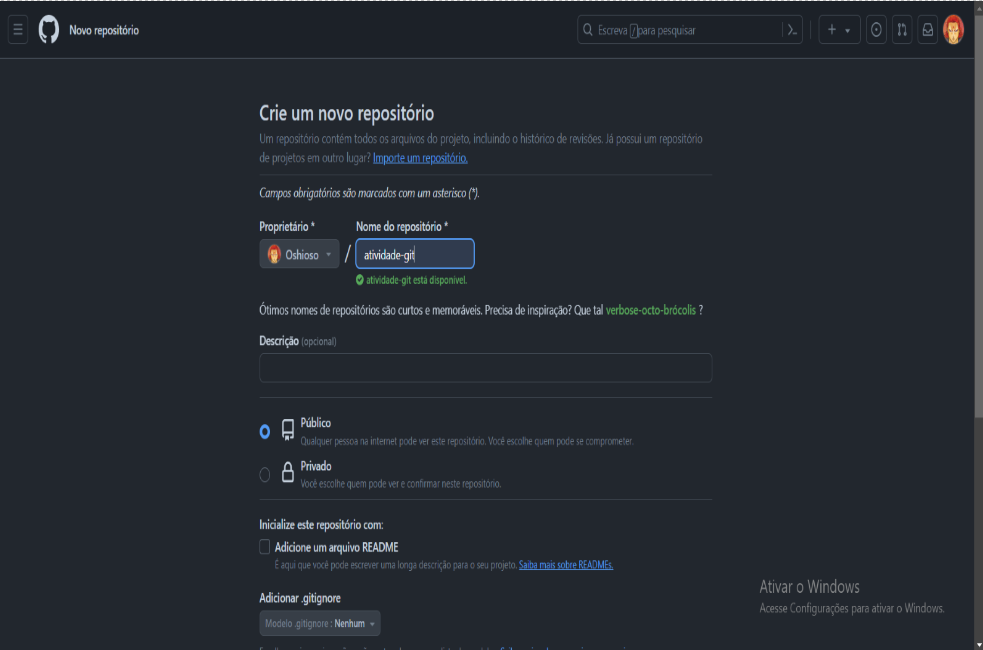 Novo repositório
Escreva / para pesquisar
Crie um novo repositório
Um repositório contém todos os arquivos do projeto, incluindo o histórico de revisões. Já possui um repositório
de projetos em outro lugar? Importe um repositório.
Campos obrigatórios são marcados com um asterisco (*).
Proprietário * Nome do repositório *
Oshioso / atividade-git
atividade-git está disponível.
Ótimos nomes de repositórios são curtos e memoráveis. Precisa de inspiração? Que tal verbose-octo-brócolis ?
Descrição (opcional)
Público
Qualquer pessoa na internet pode ver este repositório. Você escolhe quem pode se comprometer.
Privado
Você escolhe quem pode ver e confirmar neste repositório.
Inicialize este repositório com:
Adicione um arquivo README
É aqui que você pode escrever uma longa descrição para o seu projeto. Saiba mais sobre READMEs.
Adicionar .gitignore
Modelo .gitignore : Nenhum
Ativar o Windows
Acesse Configurações para ativar o Windows.